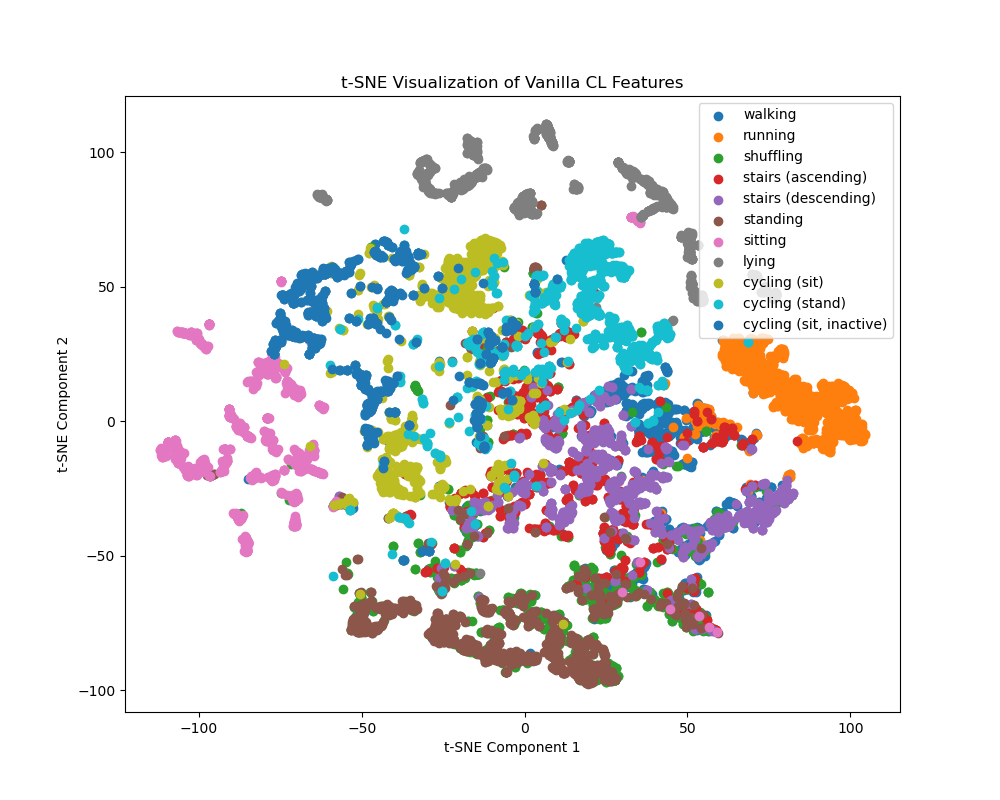 t-SNE Visualization of Vanilla CL Features
walking
running
shuffling
stairs (ascending)
stairs (descending)
standing
sitting
lying
cycling (sit)
cycling (stand)
cycling (sit, inactive)
100
50
0
−50
−100
t-SNE Component 2
−100
−50
0
50
100
t-SNE Component 1